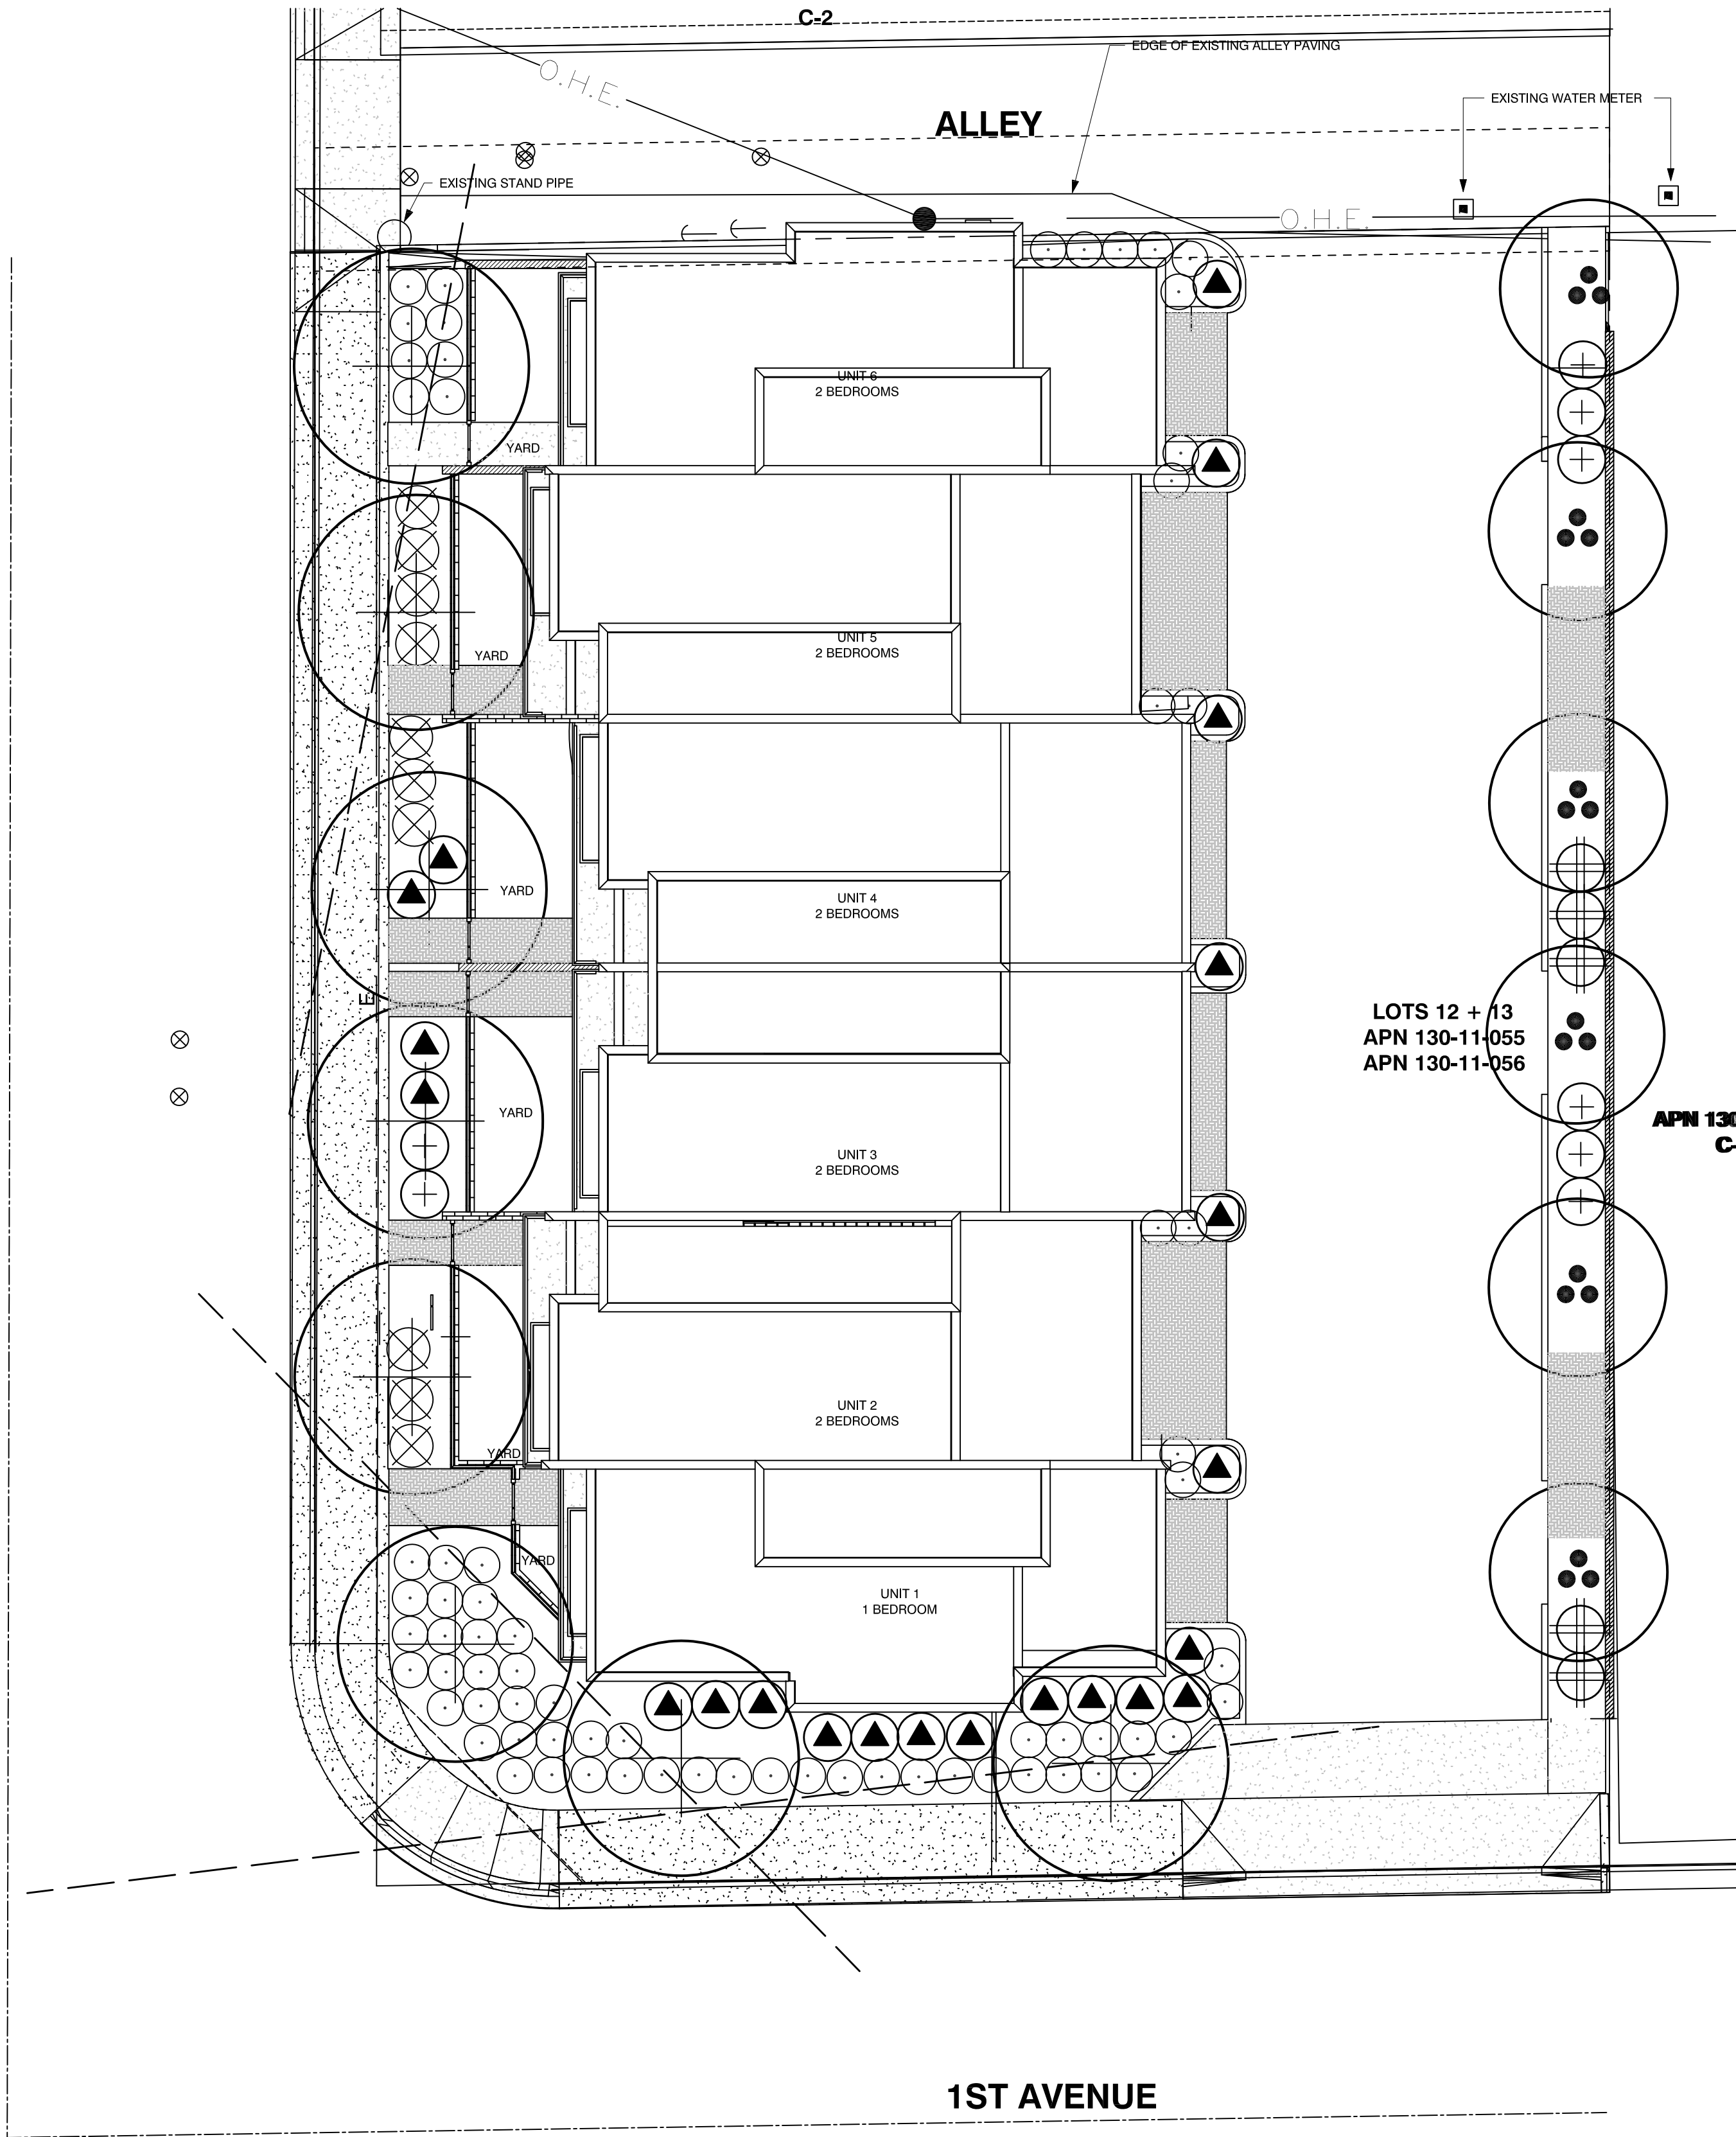 C-2
EDGE OF EXISTING ALLEY PAVING
O.H.E.
EXISTING WATER METER
ALLEY
EXISTING STAND PIPE
O.H.E.
UNIT 6
2 BEDROOMS
YARD
UNIT 5
2 BEDROOMS
YARD
YARD
UNIT 4
2 BEDROOMS
E
LOTS 12 + 13
APN 130-11-055
APN 130-11-056
YARD
APN 130
C-
UNIT 3
2 BEDROOMS
UNIT 2
2 BEDROOMS
YARD
YARD
UNIT 1
1 BEDROOM
1ST AVENUE